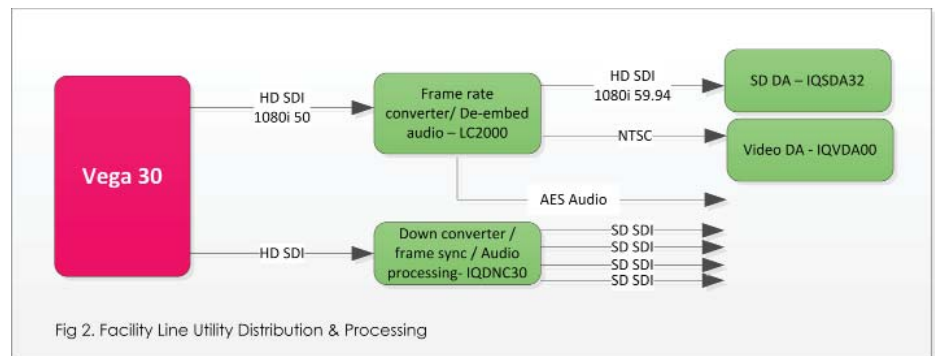 Vega 30
HD SDI
1080i 50
Frame rate
converter/ De-embed
audio – LC2000
HD SDI
1080i 59.94
SD DA – IQSDA32
NTSC
Video DA - IQVDA00
AES Audio
HD SDI
Down converter /
frame sync / Audio
processing- IQDNC30
SD SDI
SD SDI
SD SDI
SD SDI
Fig 2. Facility Line Utility Distribution & Processing